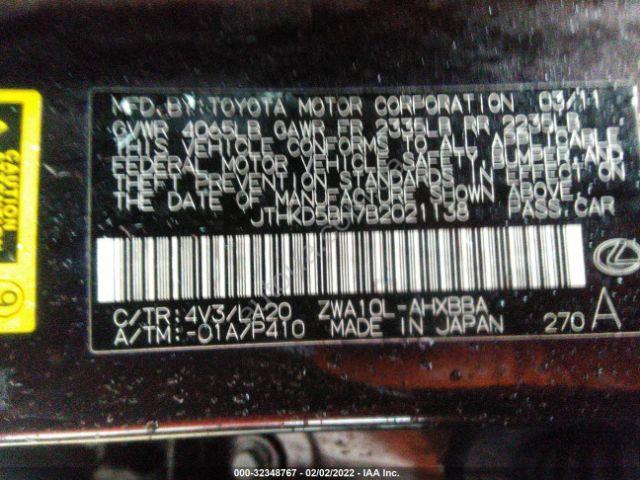 MFD.BY:TOYOTA MOTOR CORPORATION 03/11
GVWR 4065LB GAWR FR 2335LB RR 2235LB
THIS VEHICLE CONFORMS TO ALL APPLICABLE
FEDERAL MOTOR VEHICLE SAFETY, BUMPER, AND
THEFT PREVENTION STANDARDS IN EFFECT ON
THE DATE OF MANUFACTURE SHOWN ABOVE.
JTHKD5BH7B2021138 PASS.CAR
C/TR: 4V3/LA20 ZWA10L-AHXBBA
A/TM:-01A/P410 MADE IN JAPAN 270 A
CAUTION
000-32348767 - 02/02/2022 - IAA Inc.